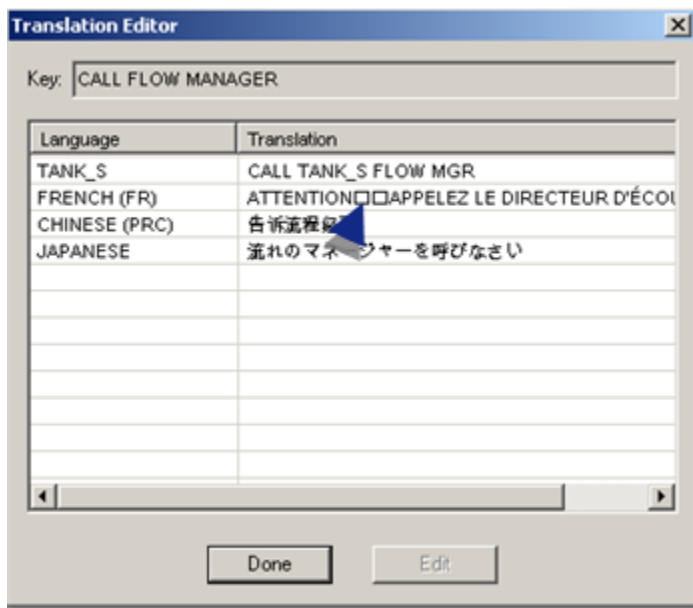 Translation Editor
Key: CALL FLOW MANAGER
Language Translation
TANK_S CALL TANK_S FLOW MGR
FRENCH (FR) ATTENTION□□APPELEZ LE DIRECTEUR D'ÉCOU
CHINESE (PRC) 告诉流程
JAPANESE 流れのマネージャーを呼びなさい
Done Edit